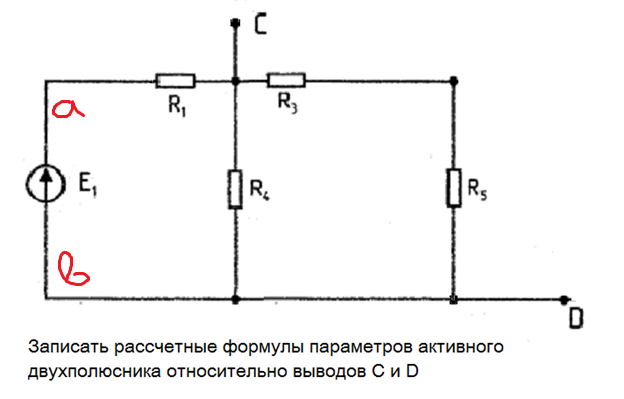 C
a
R₁
R₃
E₁
R₄
R₅
b
D
Записать рассчетные формулы параметров активного
двухполюсника относительно выводов C и D